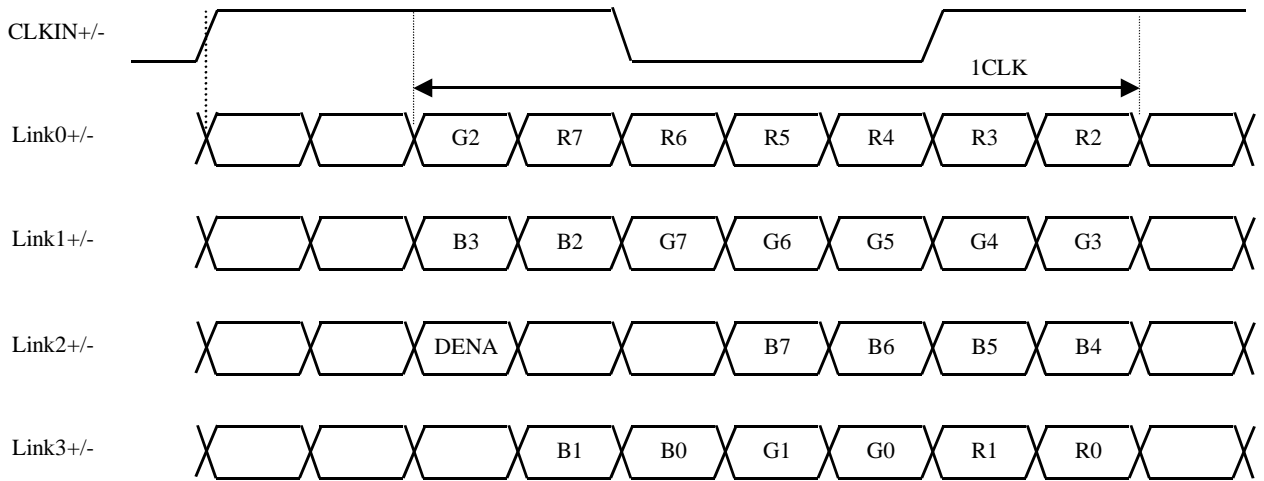 CLKIN+/-
1CLK
Link0+/- G2 R7 R6 R5 R4 R3 R2
Link1+/- B3 B2 G7 G6 G5 G4 G3
Link2+/- DENA B7 B6 B5 B4
Link3+/- B1 B0 G1 G0 R1 R0